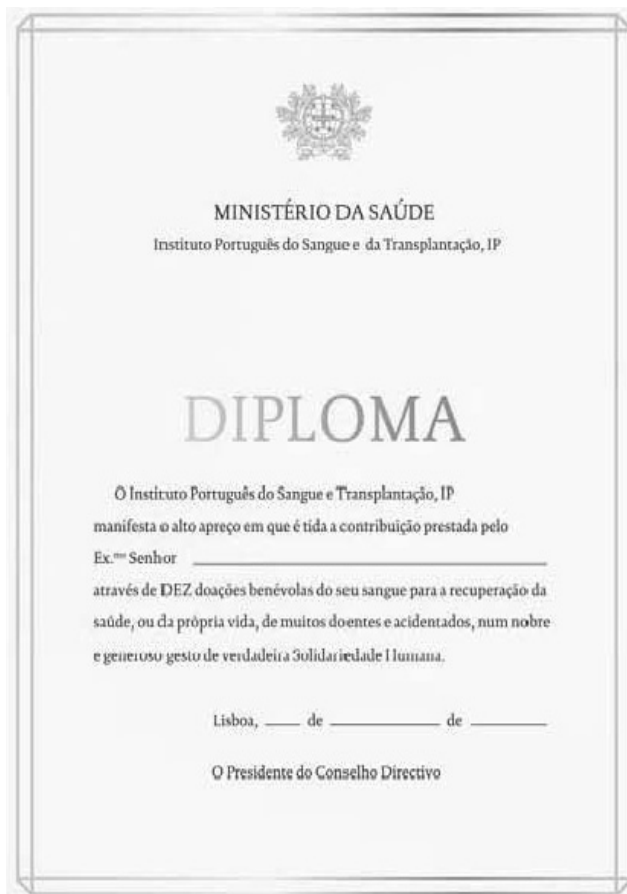 MINISTÉRIO DA SAÚDE
Instituto Português do Sangue e da Transplantação, IP
DIPLOMA
O Instituto Português do Sangue e Transplantação, IP
manifesta o alto apreço em que é tida a contribuição prestada pelo
Ex.ᵐᵒ Senhor
através de DEZ doações benévolas do seu sangue para a recuperação da
saúde, ou da própria vida, de muitos doentes e acidentados, num nobre
e generoso gesto de verdadeira Solidariedade Humana.
Lisboa, ____ de ____________ de ________
O Presidente do Conselho Directivo